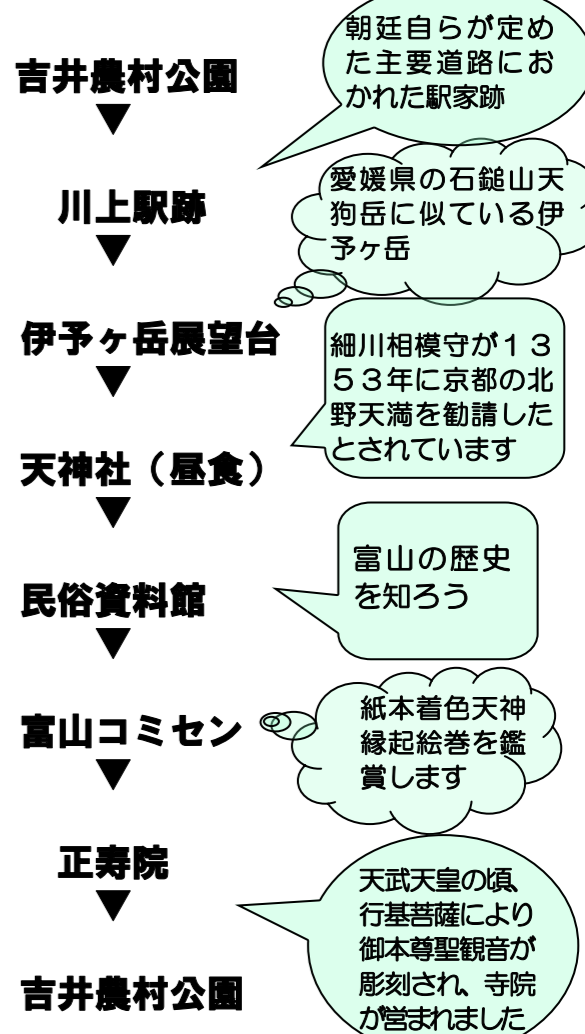 吉井農村公園
▼
朝廷自らが定め
た主要道路にお
かれた駅家跡
川上駅跡
▼
愛媛県の石鎚山天
狗岳に似ている伊
予ヶ岳
伊予ヶ岳展望台
▼
細川相模守が１３
５３年に京都の北
野天満を勧請した
とされています
天神社（昼食）
▼
富山の歴史
を知ろう
民俗資料館
▼
富山コミセン
▼
紙本着色天神
縁起絵巻を鑑
賞します
正寿院
▼
天武天皇の頃、
行基菩薩により
御本尊聖観音が
彫刻され、寺院
が営まれました
吉井農村公園